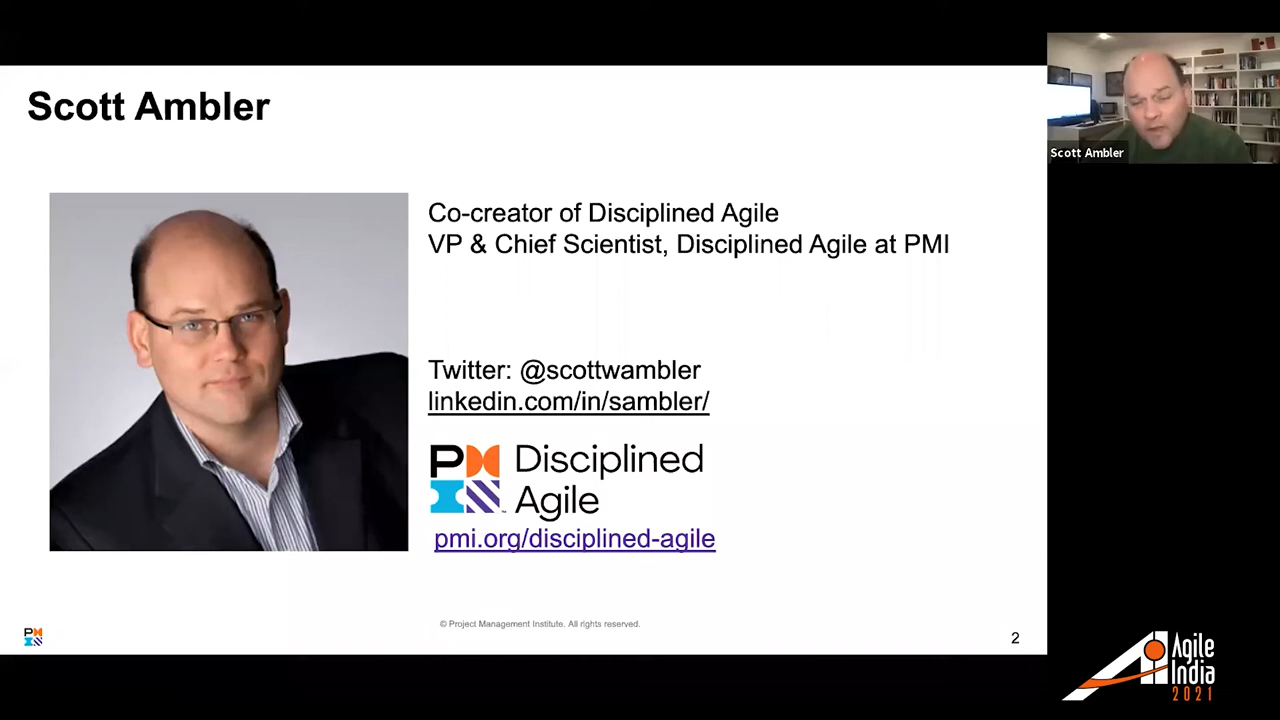 Scott Ambler
Co-creator of Disciplined Agile
VP & Chief Scientist, Disciplined Agile at PMI
Twitter: @scottwambler
linkedin.com/in/sambler/
PMI Disciplined
Agile
pmi.org/disciplined-agile
© Project Management Institute. All rights reserved.
PMI
2
Scott Ambler
Agile
India
2021